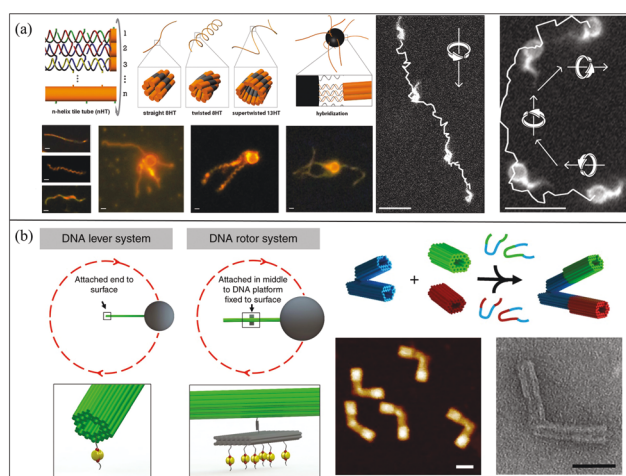 (a)
1
2
3
n
n-helix tile tube (nHT)
straight 8HT
twisted 8HT
supertwisted 13HT
hybridization
(b)
DNA lever system
DNA rotor system
Attached end to
surface
Attached in middle
to DNA platform
fixed to surface
+